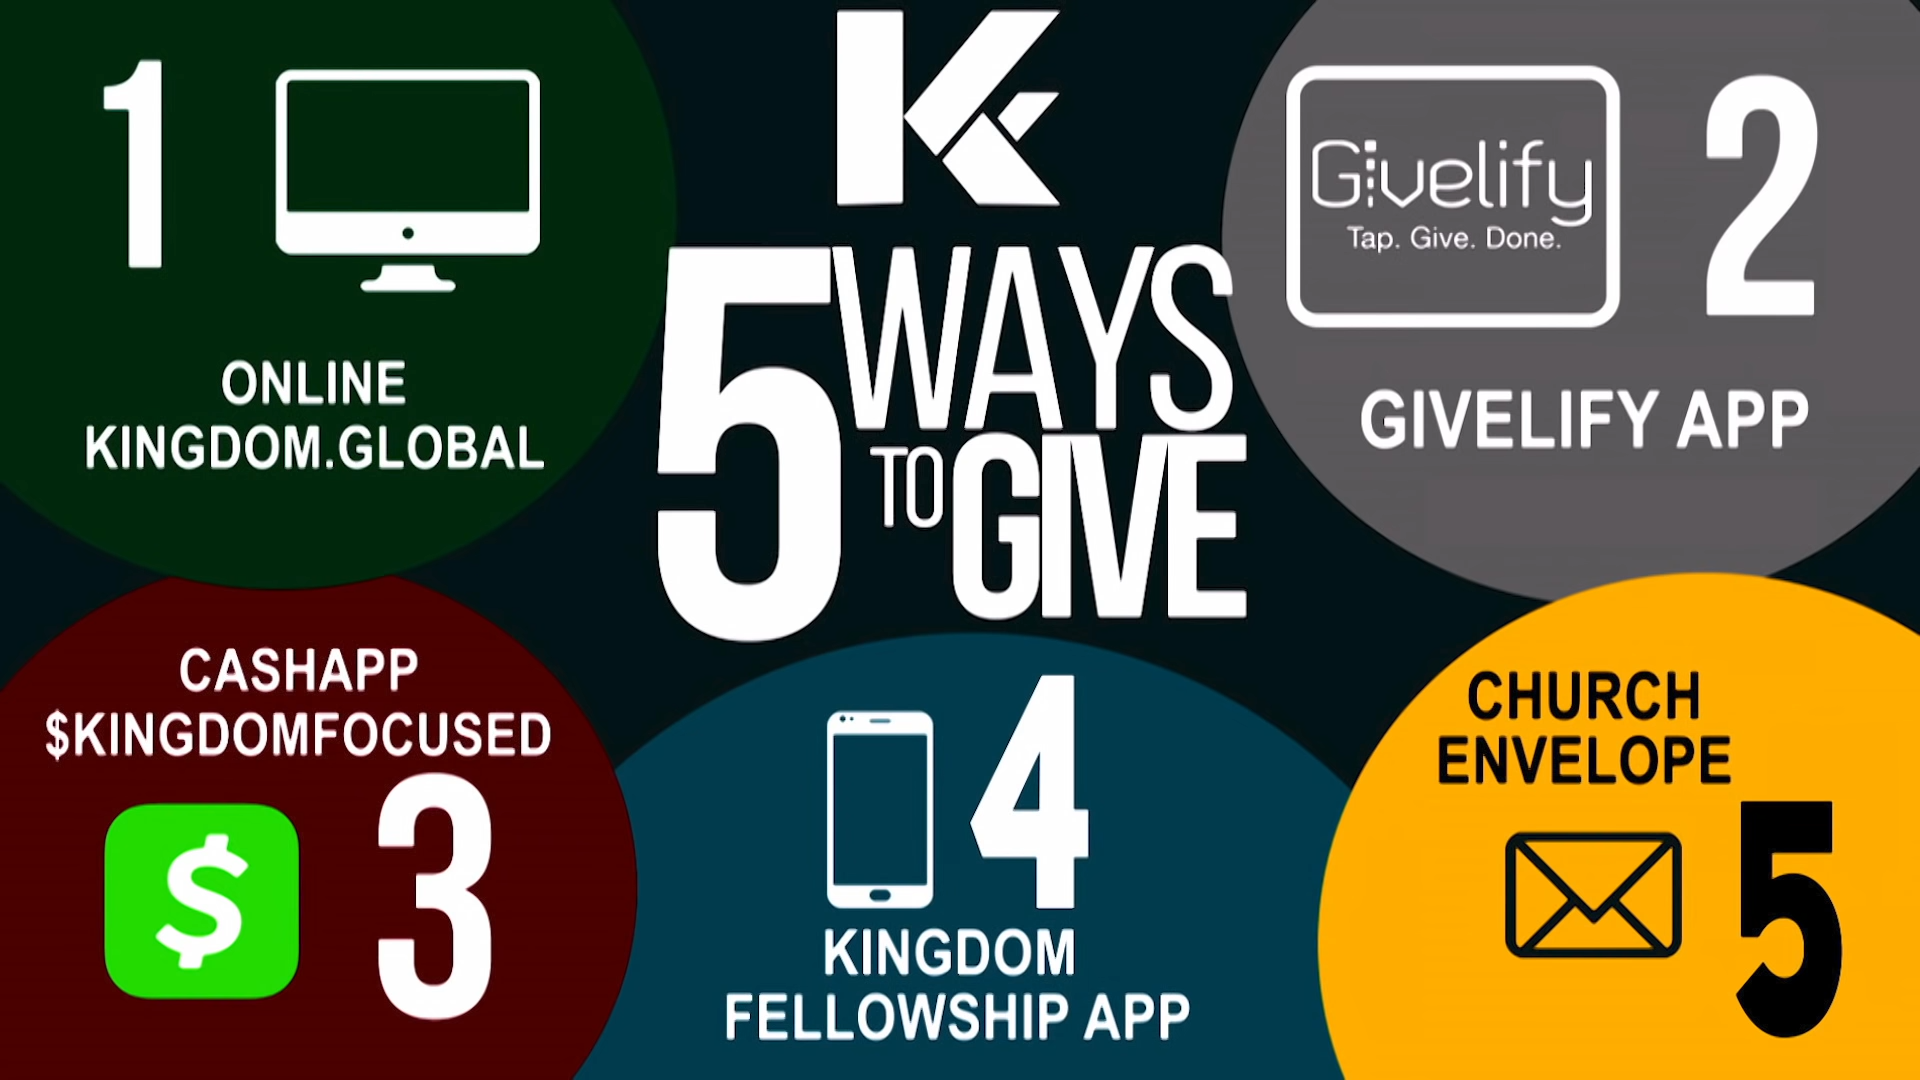 5 WAYS
TO GIVE
1
ONLINE
KINGDOM.GLOBAL
Givelify
Tap. Give. Done.
2
GIVELIFY APP
CASHAPP
$KINGDOMFOCUSED
$
3
4
KINGDOM
FELLOWSHIP APP
CHURCH
ENVELOPE
5